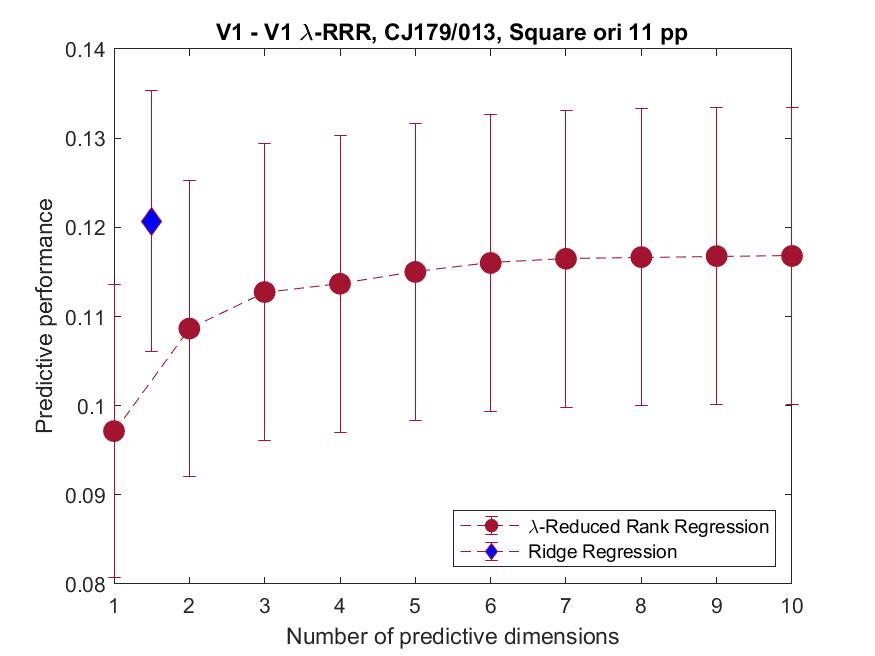 V1 - V1 λ-RRR, CJ179/013, Square ori 11 pp
0.14
0.13
0.12
0.11
0.1
0.09
0.08
Predictive performance
λ-Reduced Rank Regression
Ridge Regression
1 2 3 4 5 6 7 8 9 10
Number of predictive dimensions